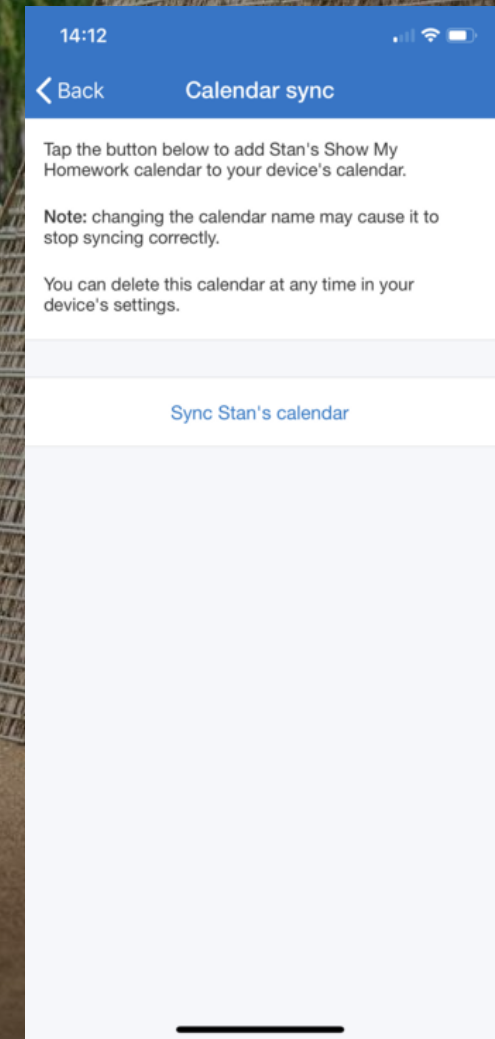 14:12
Back
Calendar sync
Tap the button below to add Stan's Show My
Homework calendar to your device's calendar.
Note: changing the calendar name may cause it to
stop syncing correctly.
You can delete this calendar at any time in your
device's settings.
Sync Stan's calendar